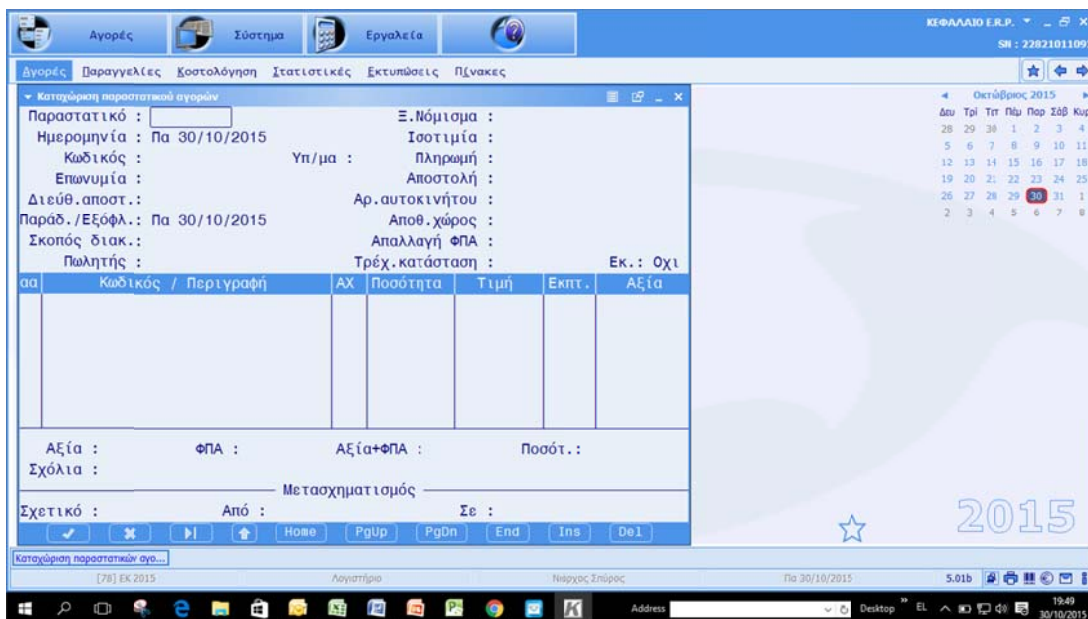 Αγορές Σύστημα Εργαλεία ΚΕΦΑΛΑΙΟ E.R.P.
SN : 2282101109
Αγορές Παραγγελίες Κοστολόγηση Στατιστικές Εκτυπώσεις Πίνακες
Καταχώριση παραστατικού αγορών
Παραστατικό : Ξ.Νόμισμα :
Ημερομηνία : Πα 30/10/2015 Ισοτιμία :
Κωδικός : Υπ/μα : Πληρωμή :
Επωνυμία : Αποστολή :
Διεύθ.αποστ.: Αρ.αυτοκινήτου :
Παράδ./Εξόφλ.: Πα 30/10/2015 Αποθ.χώρος :
Σκοπός διακ.: Απαλλαγή ΦΠΑ :
Πωλητής : Τρέχ.κατάσταση : Εκ.: Οχι
αα Κωδικός / Περιγραφή ΑΧ Ποσότητα Τιμή Εκπτ. Αξία
Αξία : ΦΠΑ : Αξία+ΦΠΑ : Ποσότ.:
Σχόλια :
Μετασχηματισμός
Σχετικό : Από : Σε :
Home PgUp PgDn End Ins Del
Οκτώβριος 2015
Δευ Τρί Τετ Πέμ Παρ Σάβ Κυρ
28 29 30 1 2 3 4
5 6 7 8 9 10 11
12 13 14 15 16 17 18
19 20 21 22 23 24 25
26 27 28 29 30 31 1
2 3 4 5 6 7 8
2015
Καταχώριση παραστατικών αγο...
[78] ΕΚ 2015 Λογιστήριο Νιάρχος Σπύρος Πα 30/10/2015 5.01b
Address Desktop EL 19:49
30/10/2015